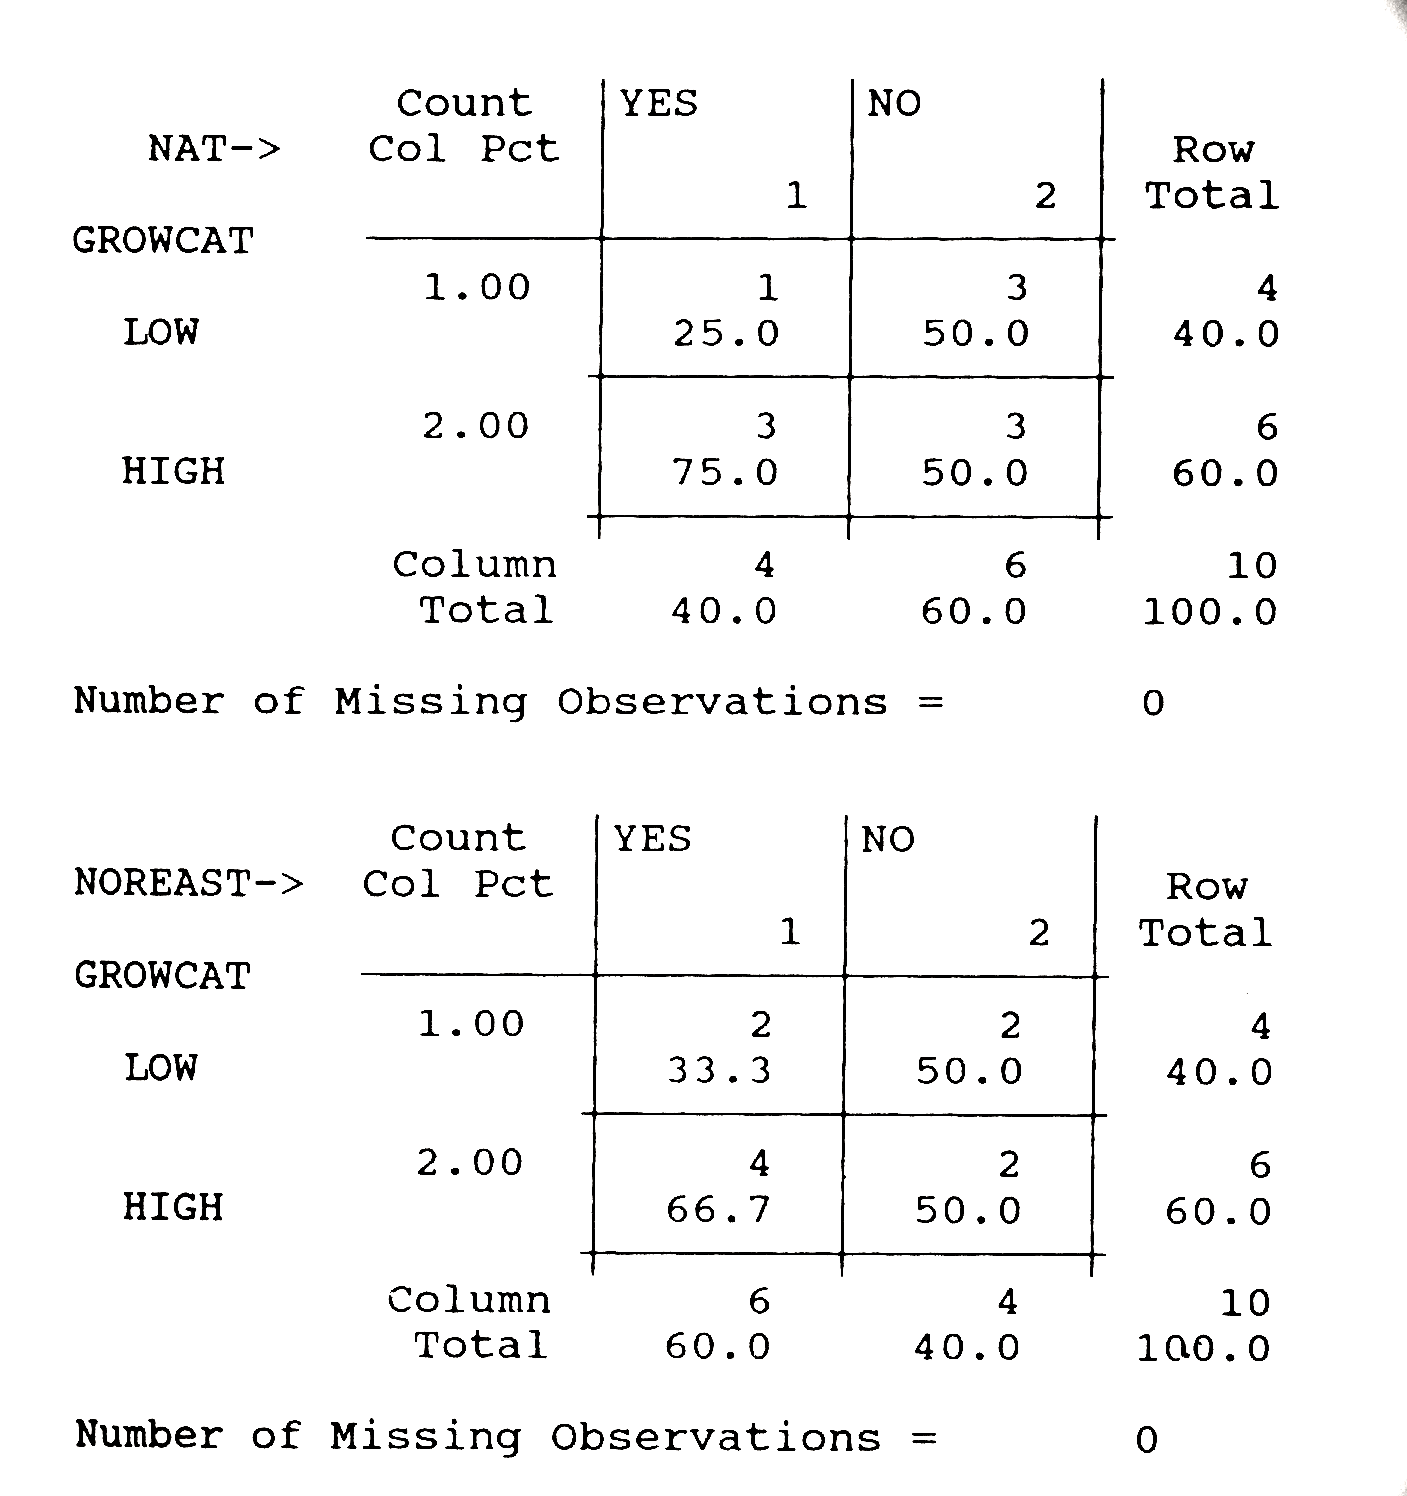 Count YES NO
NAT-> Col Pct Row
1 2 Total
GROWCAT
1.00 1 3 4
LOW 25.0 50.0 40.0
2.00 3 3 6
HIGH 75.0 50.0 60.0
Column 4 6 10
Total 40.0 60.0 100.0
Number of Missing Observations = 0
Count YES NO
NOREAST-> Col Pct Row
1 2 Total
GROWCAT
1.00 2 2 4
LOW 33.3 50.0 40.0
2.00 4 2 6
HIGH 66.7 50.0 60.0
Column 6 4 10
Total 60.0 40.0 100.0
Number of Missing Observations = 0